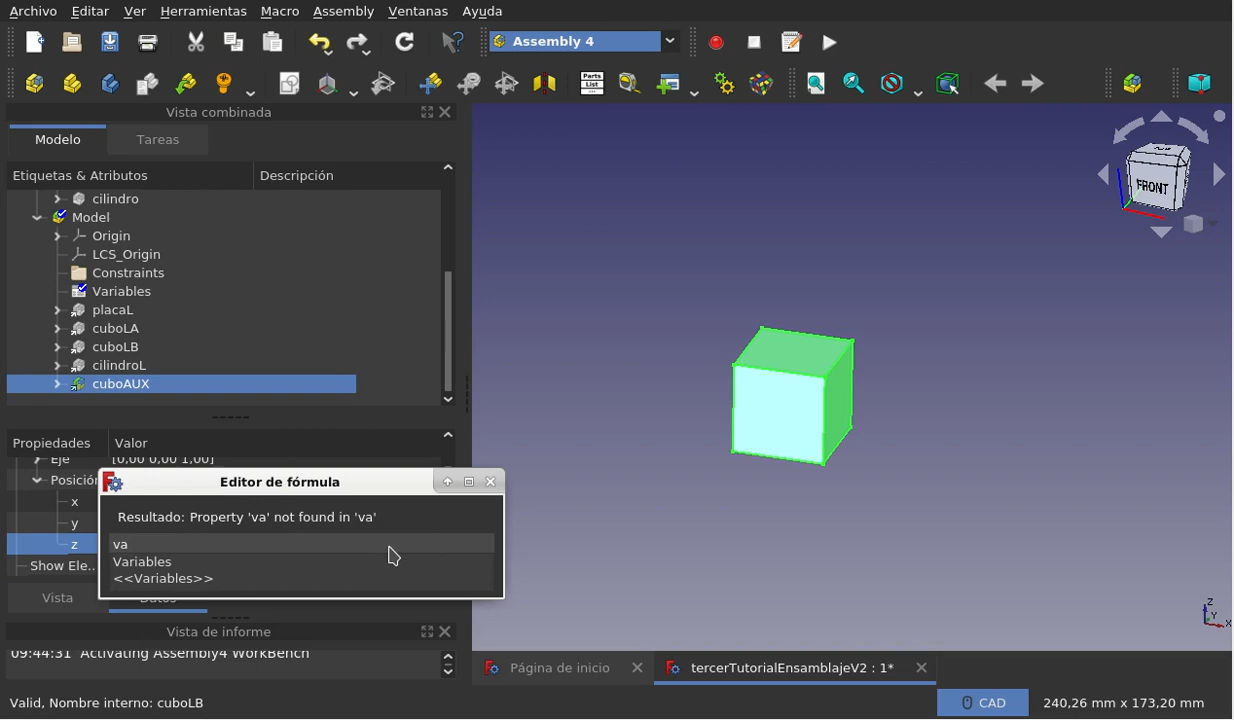 Archivo Editar Ver Herramientas Macro Assembly Ventanas Ayuda
Assembly 4
Parts List
Vista combinada
Modelo Tareas
Etiquetas & Atributos Descripción
cilindro
Model
Origin
LCS_Origin
Constraints
Variables
placaL
cuboLA
cuboLB
cilindroL
cuboAUX
Propiedades Valor
Eje [0,00 0,00 1,00]
Posición
x
y
z
Show Ele..
Editor de fórmula
Resultado: Property 'va' not found in 'va'
va
Variables
<<Variables>>
Vista Datos
Vista de informe
09:44:31 Activating Assembly4 WorkBench
FRONT
Z
Y
X
Página de inicio
tercerTutorialEnsamblajeV2 : 1*
Valid, Nombre interno: cuboLB
CAD
240,26 mm x 173,20 mm